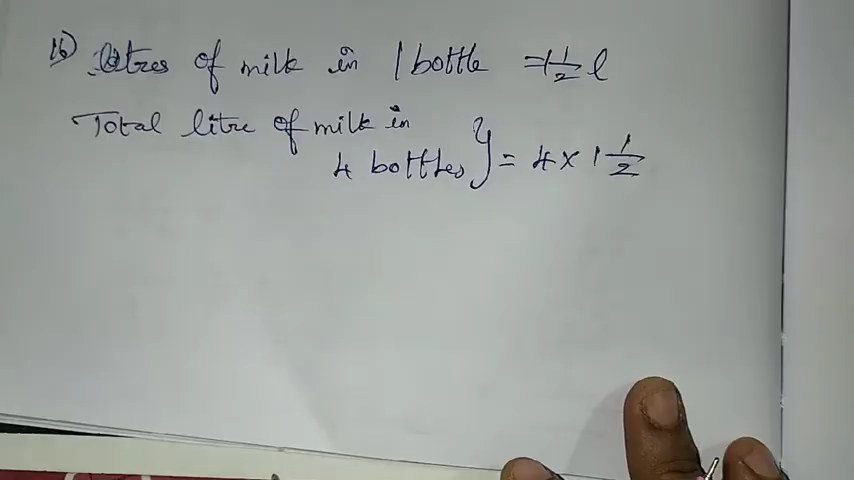 16) litres of milk in 1 bottle = 1 1/2 l
Total litre of milk in
4 bottles } = 4 x 1 1/2